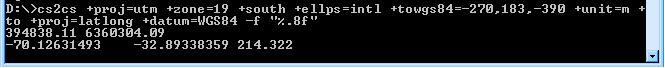 D:\>cs2cs +proj=utm +zone=19 +south +ellps=intl +towgs84=-270,183,-390 +unit=m +
to +proj=latlong +datum=WGS84 -f "%.8f"
394838.11 6360304.09
-70.12631493 -32.89338359 214.322